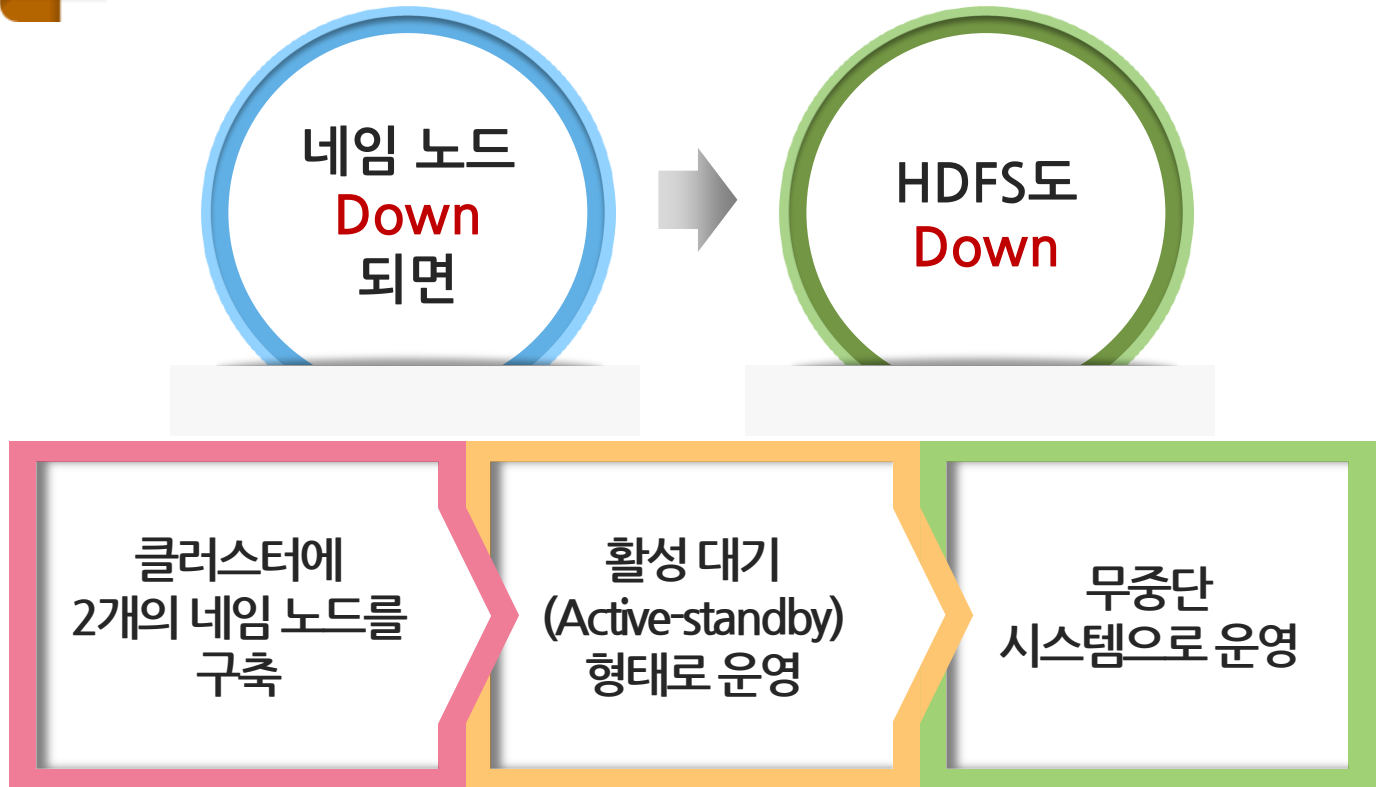 네임 노드
Down
되면
HDFS도
Down
클러스터에
2개의 네임 노드를
구축
활성 대기
(Active-standby)
형태로 운영
무중단
시스템으로 운영